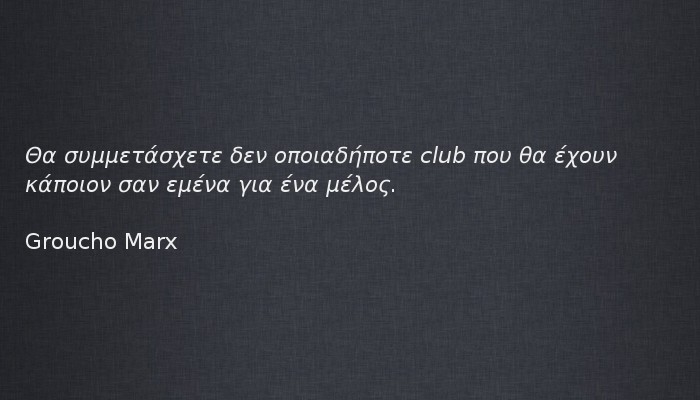 Θα συμμετάσχετε δεν οποιαδήποτε club που θα έχουν
κάποιον σαν εμένα για ένα μέλος.
Groucho Marx